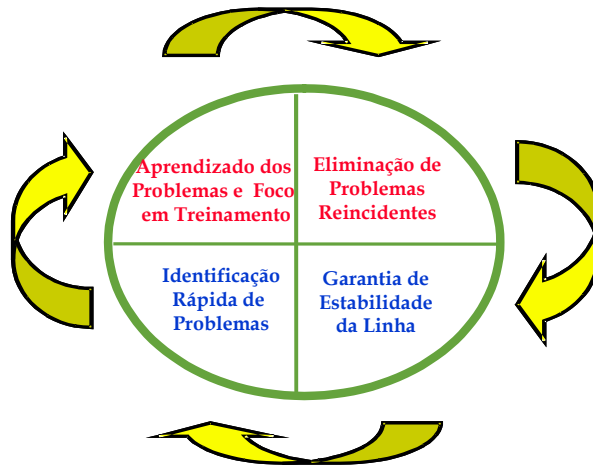 Aprendizado dos
Problemas e Foco
em Treinamento
Eliminação de
Problemas
Reincidentes
Identificação
Rápida de
Problemas
Garantia de
Estabilidade
da Linha